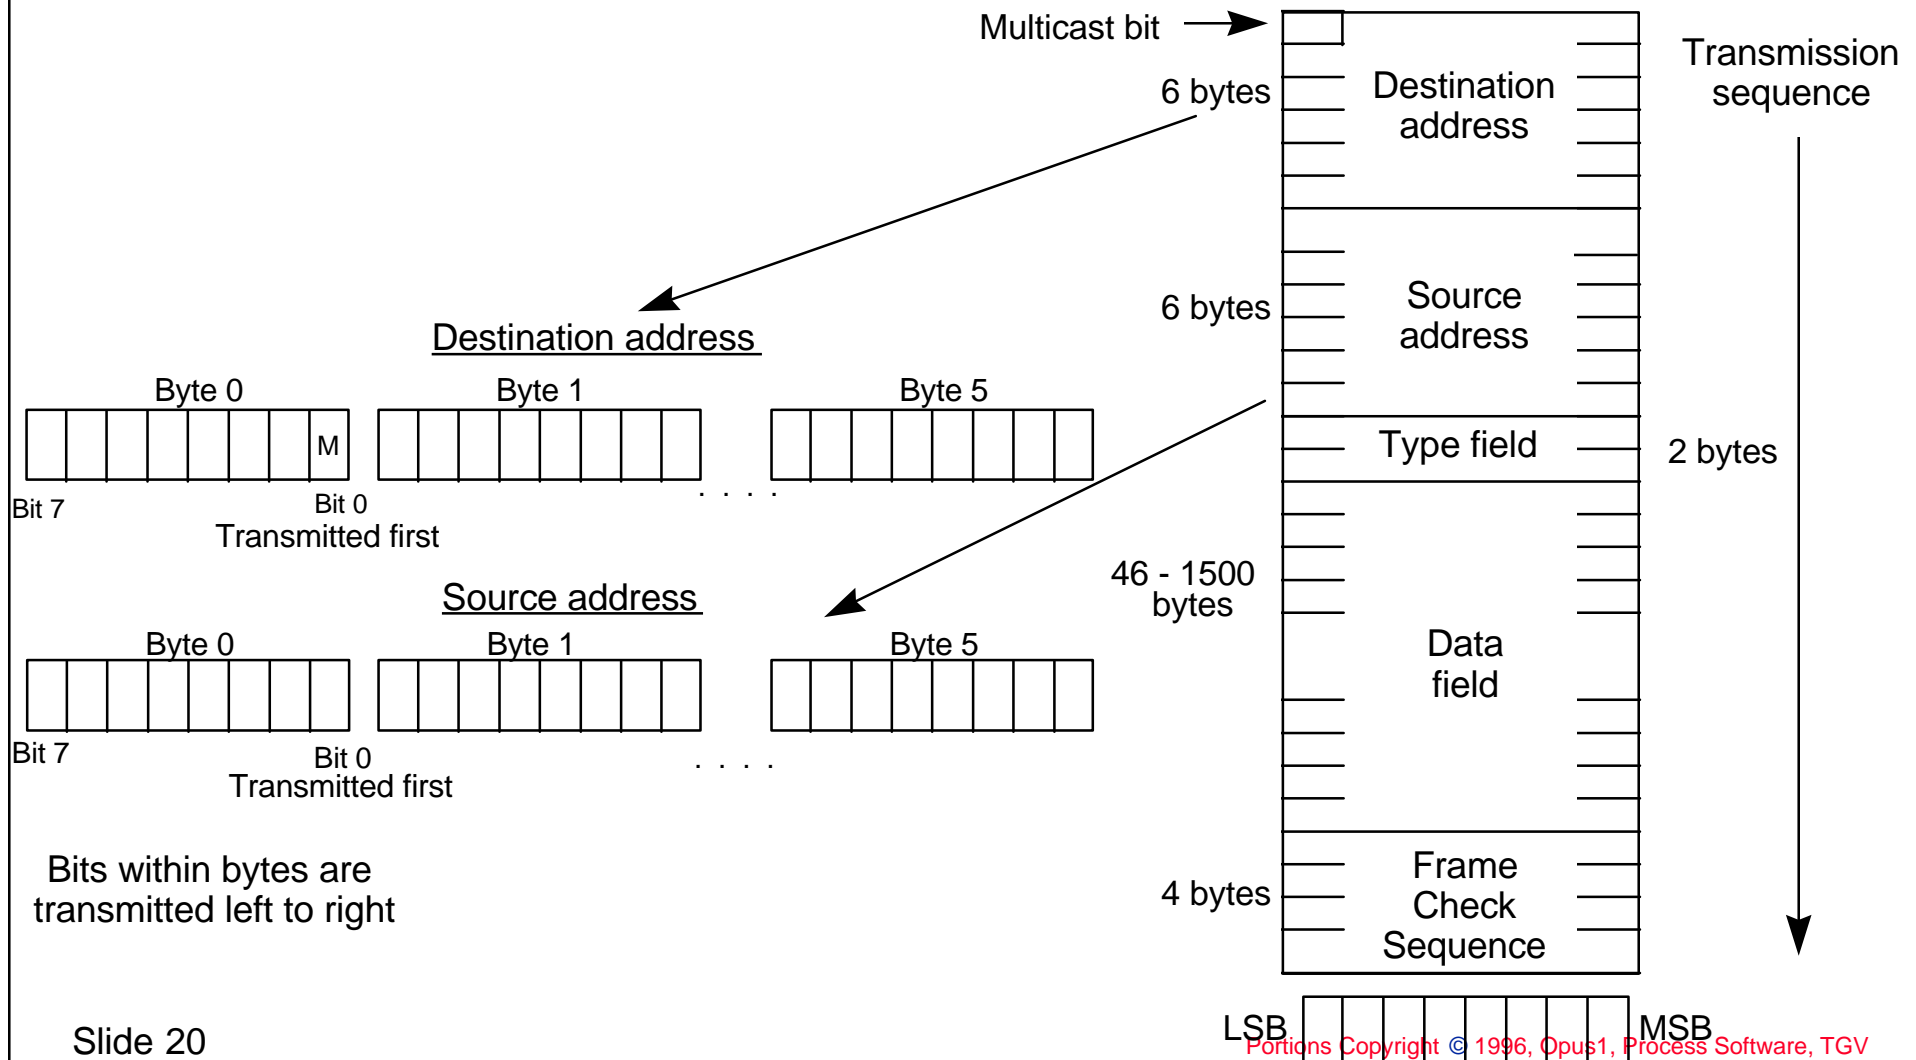 Multicast bit
6 bytes
Destination
address
Transmission
sequence
6 bytes
Source
address
Destination address
Byte 0
Byte 1
Byte 5
M
Bit 7
Bit 0
. . . .
Transmitted first
Type field
2 bytes
Source address
Byte 0
Byte 1
Byte 5
Bit 7
Bit 0
. . . .
Transmitted first
46 - 1500
bytes
Data
field
Bits within bytes are
transmitted left to right
4 bytes
Frame
Check
Sequence
LSB
MSB
Slide 20
Portions Copyright © 1996, Opus1, Process Software, TGV